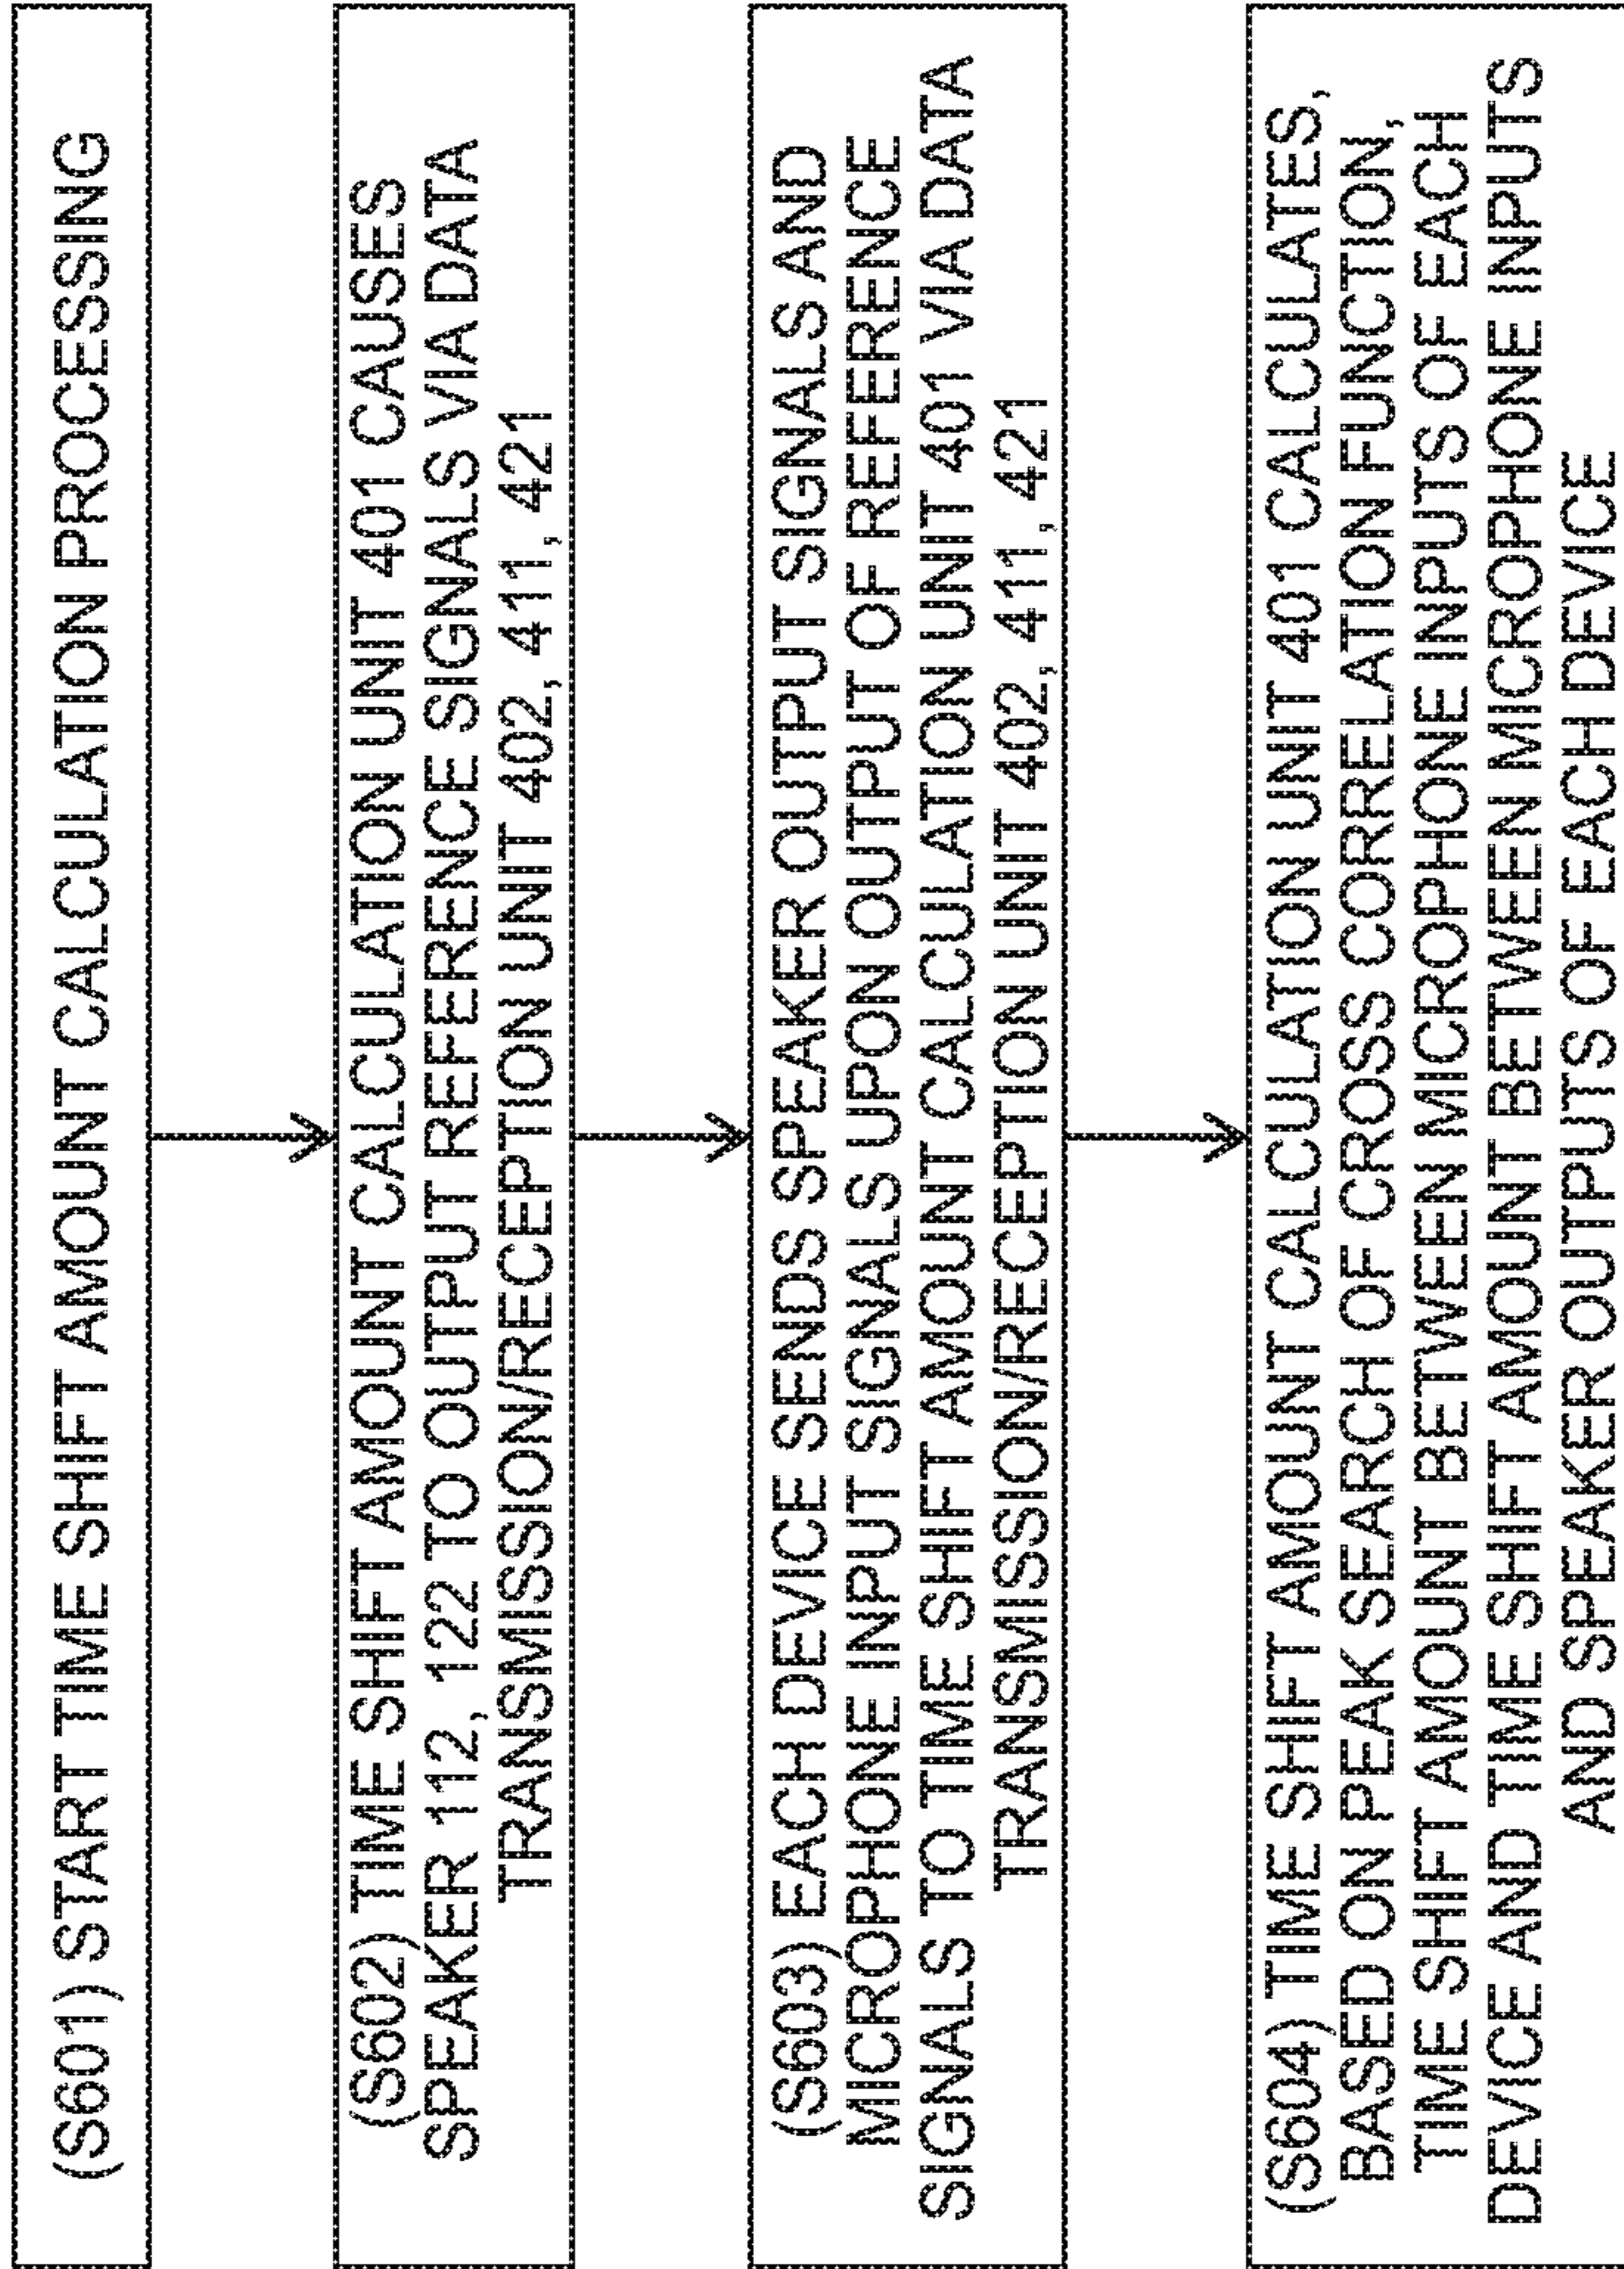 (S601) START TIME SHIFT AMOUNT CALCULATION PROCESSING
(S602) TIME SHIFT AMOUNT CALCULATION UNIT 401 CAUSES
SPEAKER 112, 122 TO OUTPUT REFERENCE SIGNALS VIA DATA
TRANSMISSION/RECEPTION UNIT 402, 411, 421
(S603) EACH DEVICE SENDS SPEAKER OUTPUT SIGNALS AND
MICROPHONE INPUT SIGNALS UPON OUTPUT OF REFERENCE
SIGNALS TO TIME SHIFT AMOUNT CALCULATION UNIT 401 VIA DATA
TRANSMISSION/RECEPTION UNIT 402, 411, 421
(S604) TIME SHIFT AMOUNT CALCULATION UNIT 401 CALCULATES,
BASED ON PEAK SEARCH OF CROSS CORRELATION FUNCTION,
TIME SHIFT AMOUNT BETWEEN MICROPHONE INPUTS OF EACH
DEVICE AND TIME SHIFT AMOUNT BETWEEN MICROPHONE INPUTS
AND SPEAKER OUTPUTS OF EACH DEVICE